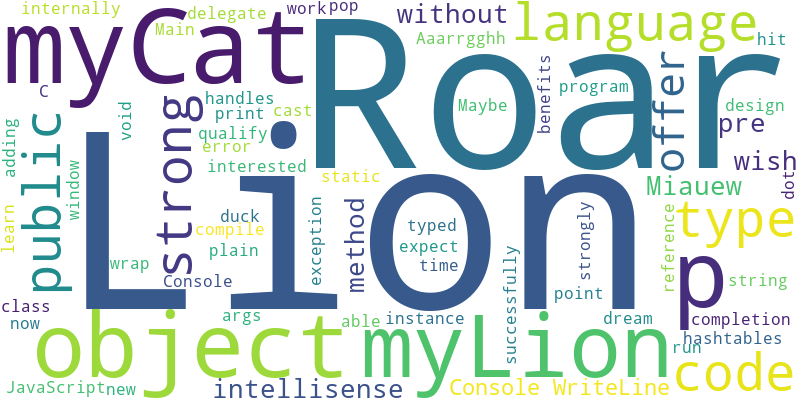 internally
delegate
Main
work
pop
without
language
myCat
Roar
Aaarrgghh
hit
C
handles
print
cast
Maybe
benefits
program
offer
design
pre
adding
void
public
strong
qualify
error
interested
static
Lion
wish
dot
Miauew
window
learn
duck
compile
plain
exception
method
typed
expect
time
strongly
reference
type
wrap
Console
successfully
point
p
string
class
now
args
able
instance
dream
run
completion
hashtables
object
myLion
code
JavaScript
new
intellisense
Console WriteLine